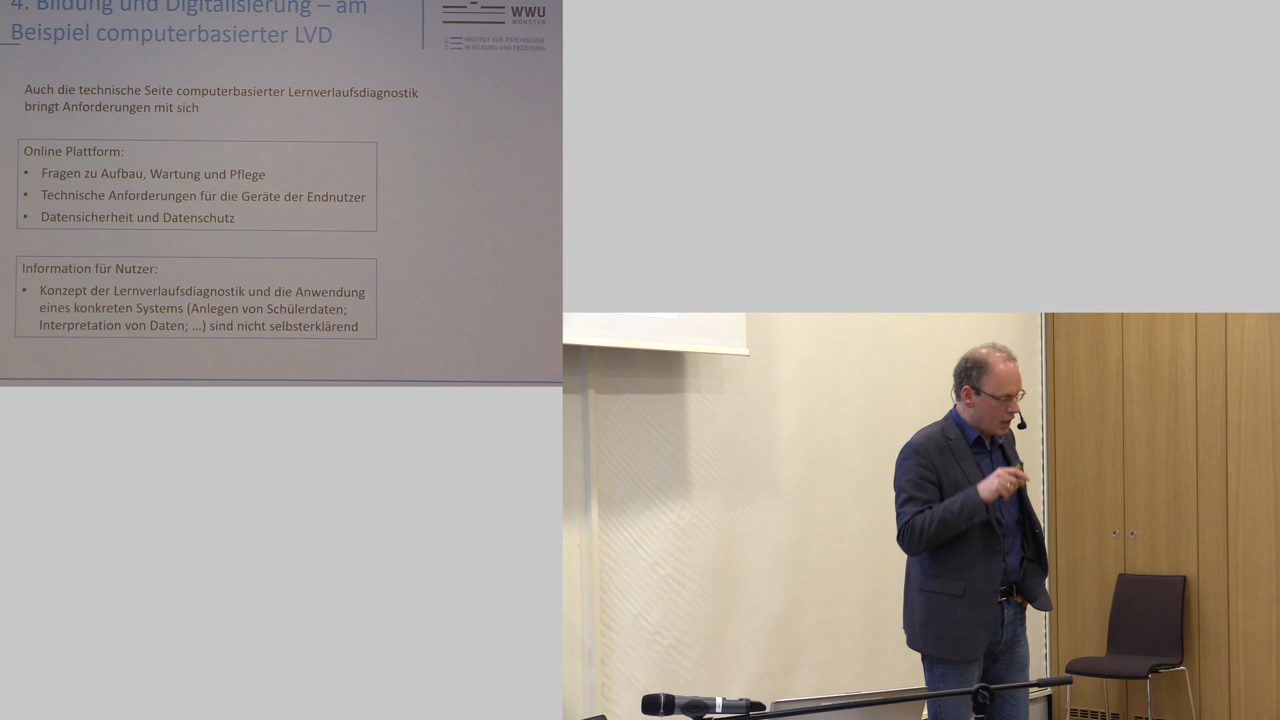 4. Bildung und Digitalisierung – am
Beispiel computerbasierter LVD
WWU
MÜNSTER
INSTITUT FÜR PSYCHOLOGIE
IN BILDUNG UND ERZIEHUNG
Auch die technische Seite computerbasierter Lernverlaufsdiagnostik
bringt Anforderungen mit sich
Online Plattform:
• Fragen zu Aufbau, Wartung und Pflege
• Technische Anforderungen für die Geräte der Endnutzer
• Datensicherheit und Datenschutz
Information für Nutzer:
• Konzept der Lernverlaufsdiagnostik und die Anwendung
eines konkreten Systems (Anlegen von Schülerdaten;
Interpretation von Daten; ...) sind nicht selbsterklärend